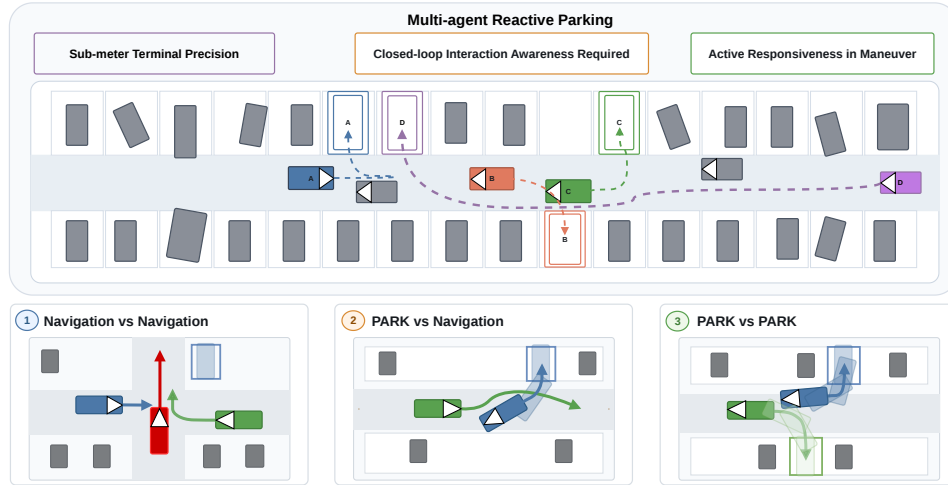 Multi-agent Reactive Parking
Sub-meter Terminal Precision
Closed-loop Interaction Awareness Required
Active Responsiveness in Maneuver
A
D
C
A
B
C
D
B
1 Navigation vs Navigation
2 PARK vs Navigation
3 PARK vs PARK